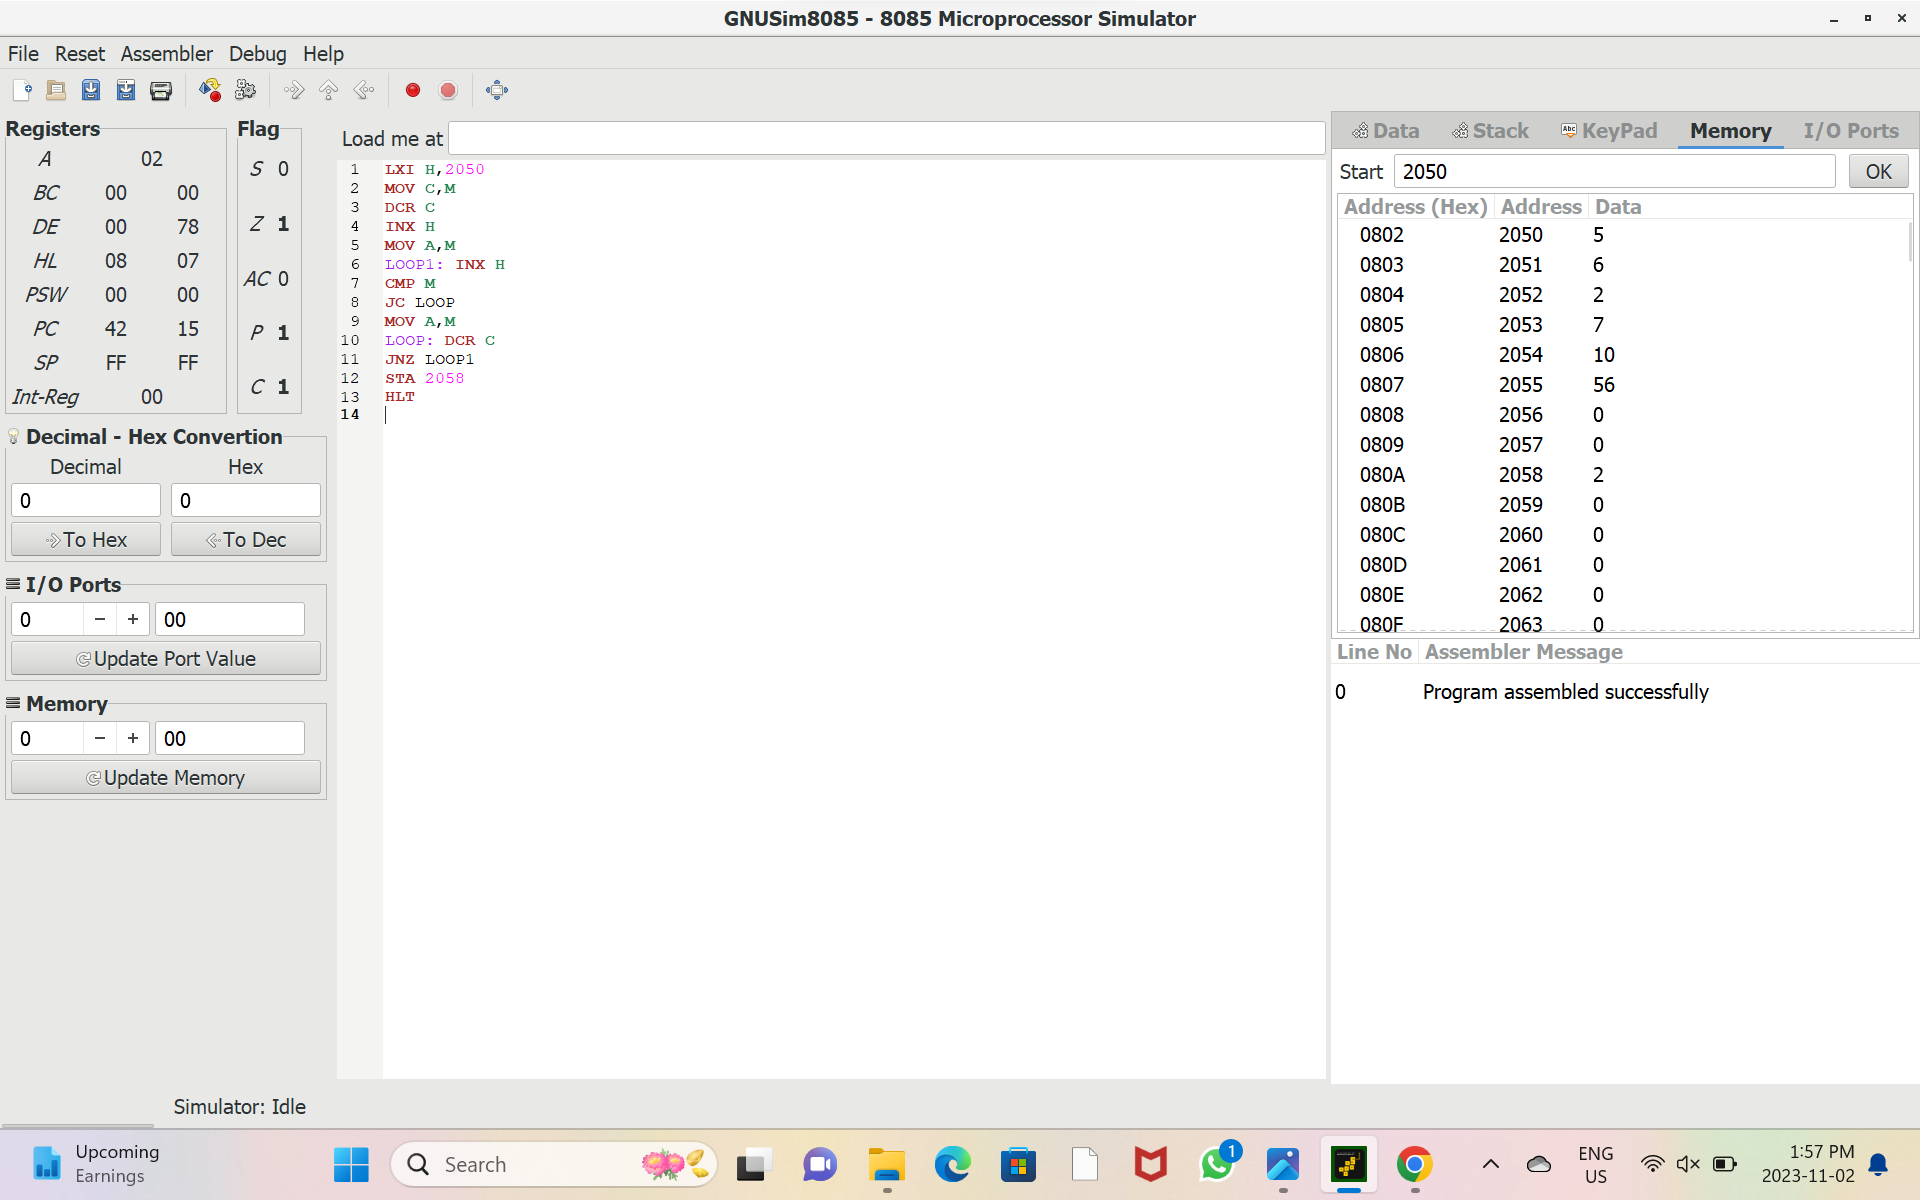 GNUSim8085 - 8085 Microprocessor Simulator
File Reset Assembler Debug Help
Registers
A 02
BC 00 00
DE 00 78
HL 08 07
PSW 00 00
PC 42 15
SP FF FF
Int-Reg 00
Flag
S 0
Z 1
AC 0
P 1
C 1
Decimal - Hex Convertion
Decimal Hex
0 0
To Hex To Dec
I/O Ports
0 − + 00
Update Port Value
Memory
0 − + 00
Update Memory
Load me at
1 LXI H,2050
2 MOV C,M
3 DCR C
4 INX H
5 MOV A,M
6 LOOP1: INX H
7 CMP M
8 JC LOOP
9 MOV A,M
10 LOOP: DCR C
11 JNZ LOOP1
12 STA 2058
13 HLT
14
Data Stack Abc KeyPad Memory I/O Ports
Start 2050 OK
Address (Hex) Address Data
0802 2050 5
0803 2051 6
0804 2052 2
0805 2053 7
0806 2054 10
0807 2055 56
0808 2056 0
0809 2057 0
080A 2058 2
080B 2059 0
080C 2060 0
080D 2061 0
080E 2062 0
080F 2063 0
Line No Assembler Message
0 Program assembled successfully
Simulator: Idle
Upcoming
Earnings
Search
1
ENG
US
1:57 PM
2023-11-02